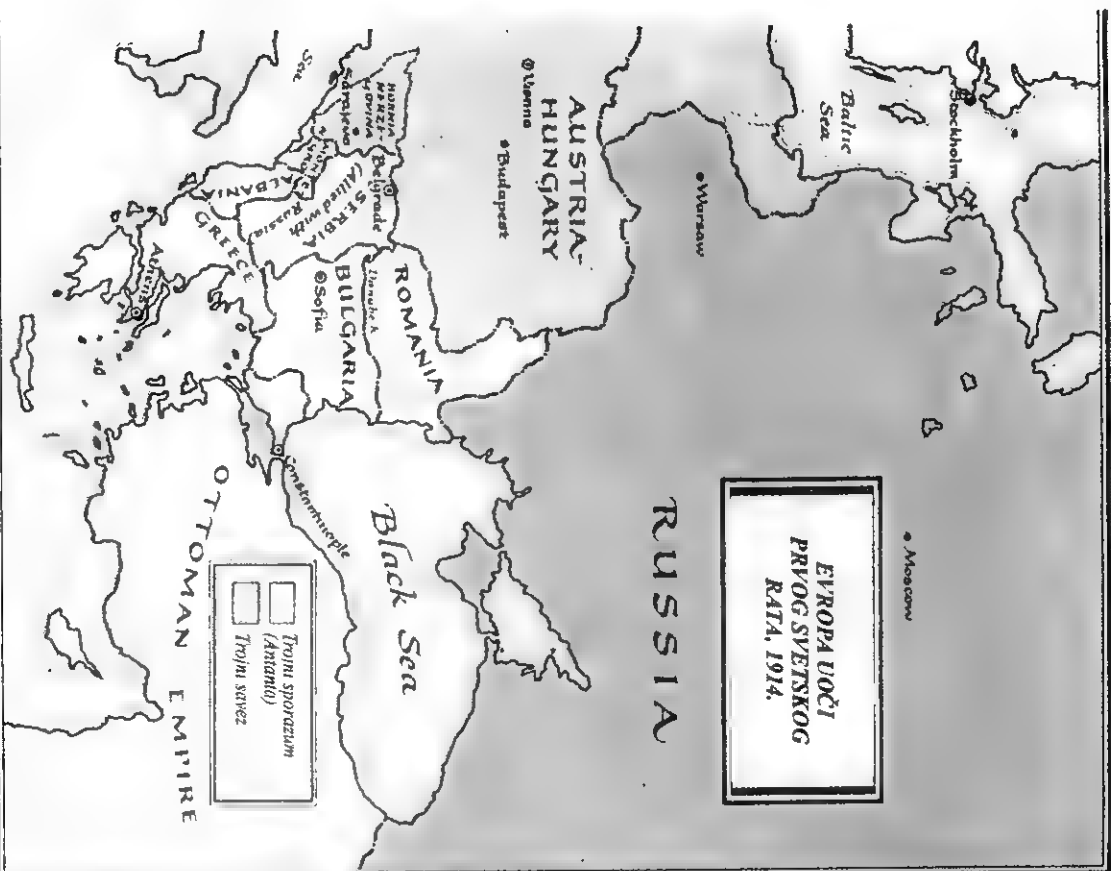 EVROPA UOČI
PRVOG SVETSKOG
RATA, 1914.
Stockholm
Baltic
Sea
Moscow
RUSSIA
Warsaw
AUSTRIA-
HUNGARY
Vienna
Budapest
ROMANIA
Danube R.
BULGARIA
Sofia
Belgrade
SERBIA
(Allied with
Russia)
Sarajevo
ALBANIA
GREECE
Athens
Sea
Black Sea
Constantinople
OTTOMAN EMPIRE
Trojni sporazum
(Antanta)
Trojni savez